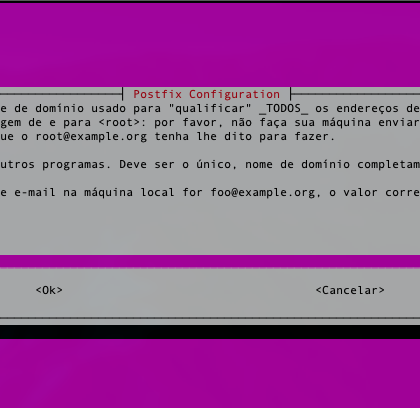 Postfix Configuration
e de domínio usado para "qualificar" _TODOS_ os endereços de
gem de e para <root>: por favor, não faça sua máquina enviar
ue o root@example.org tenha lhe dito para fazer.
utros programas. Deve ser o único, nome de domínio completam
e e-mail na máquina local for foo@example.org, o valor corre
<Ok> <Cancelar>